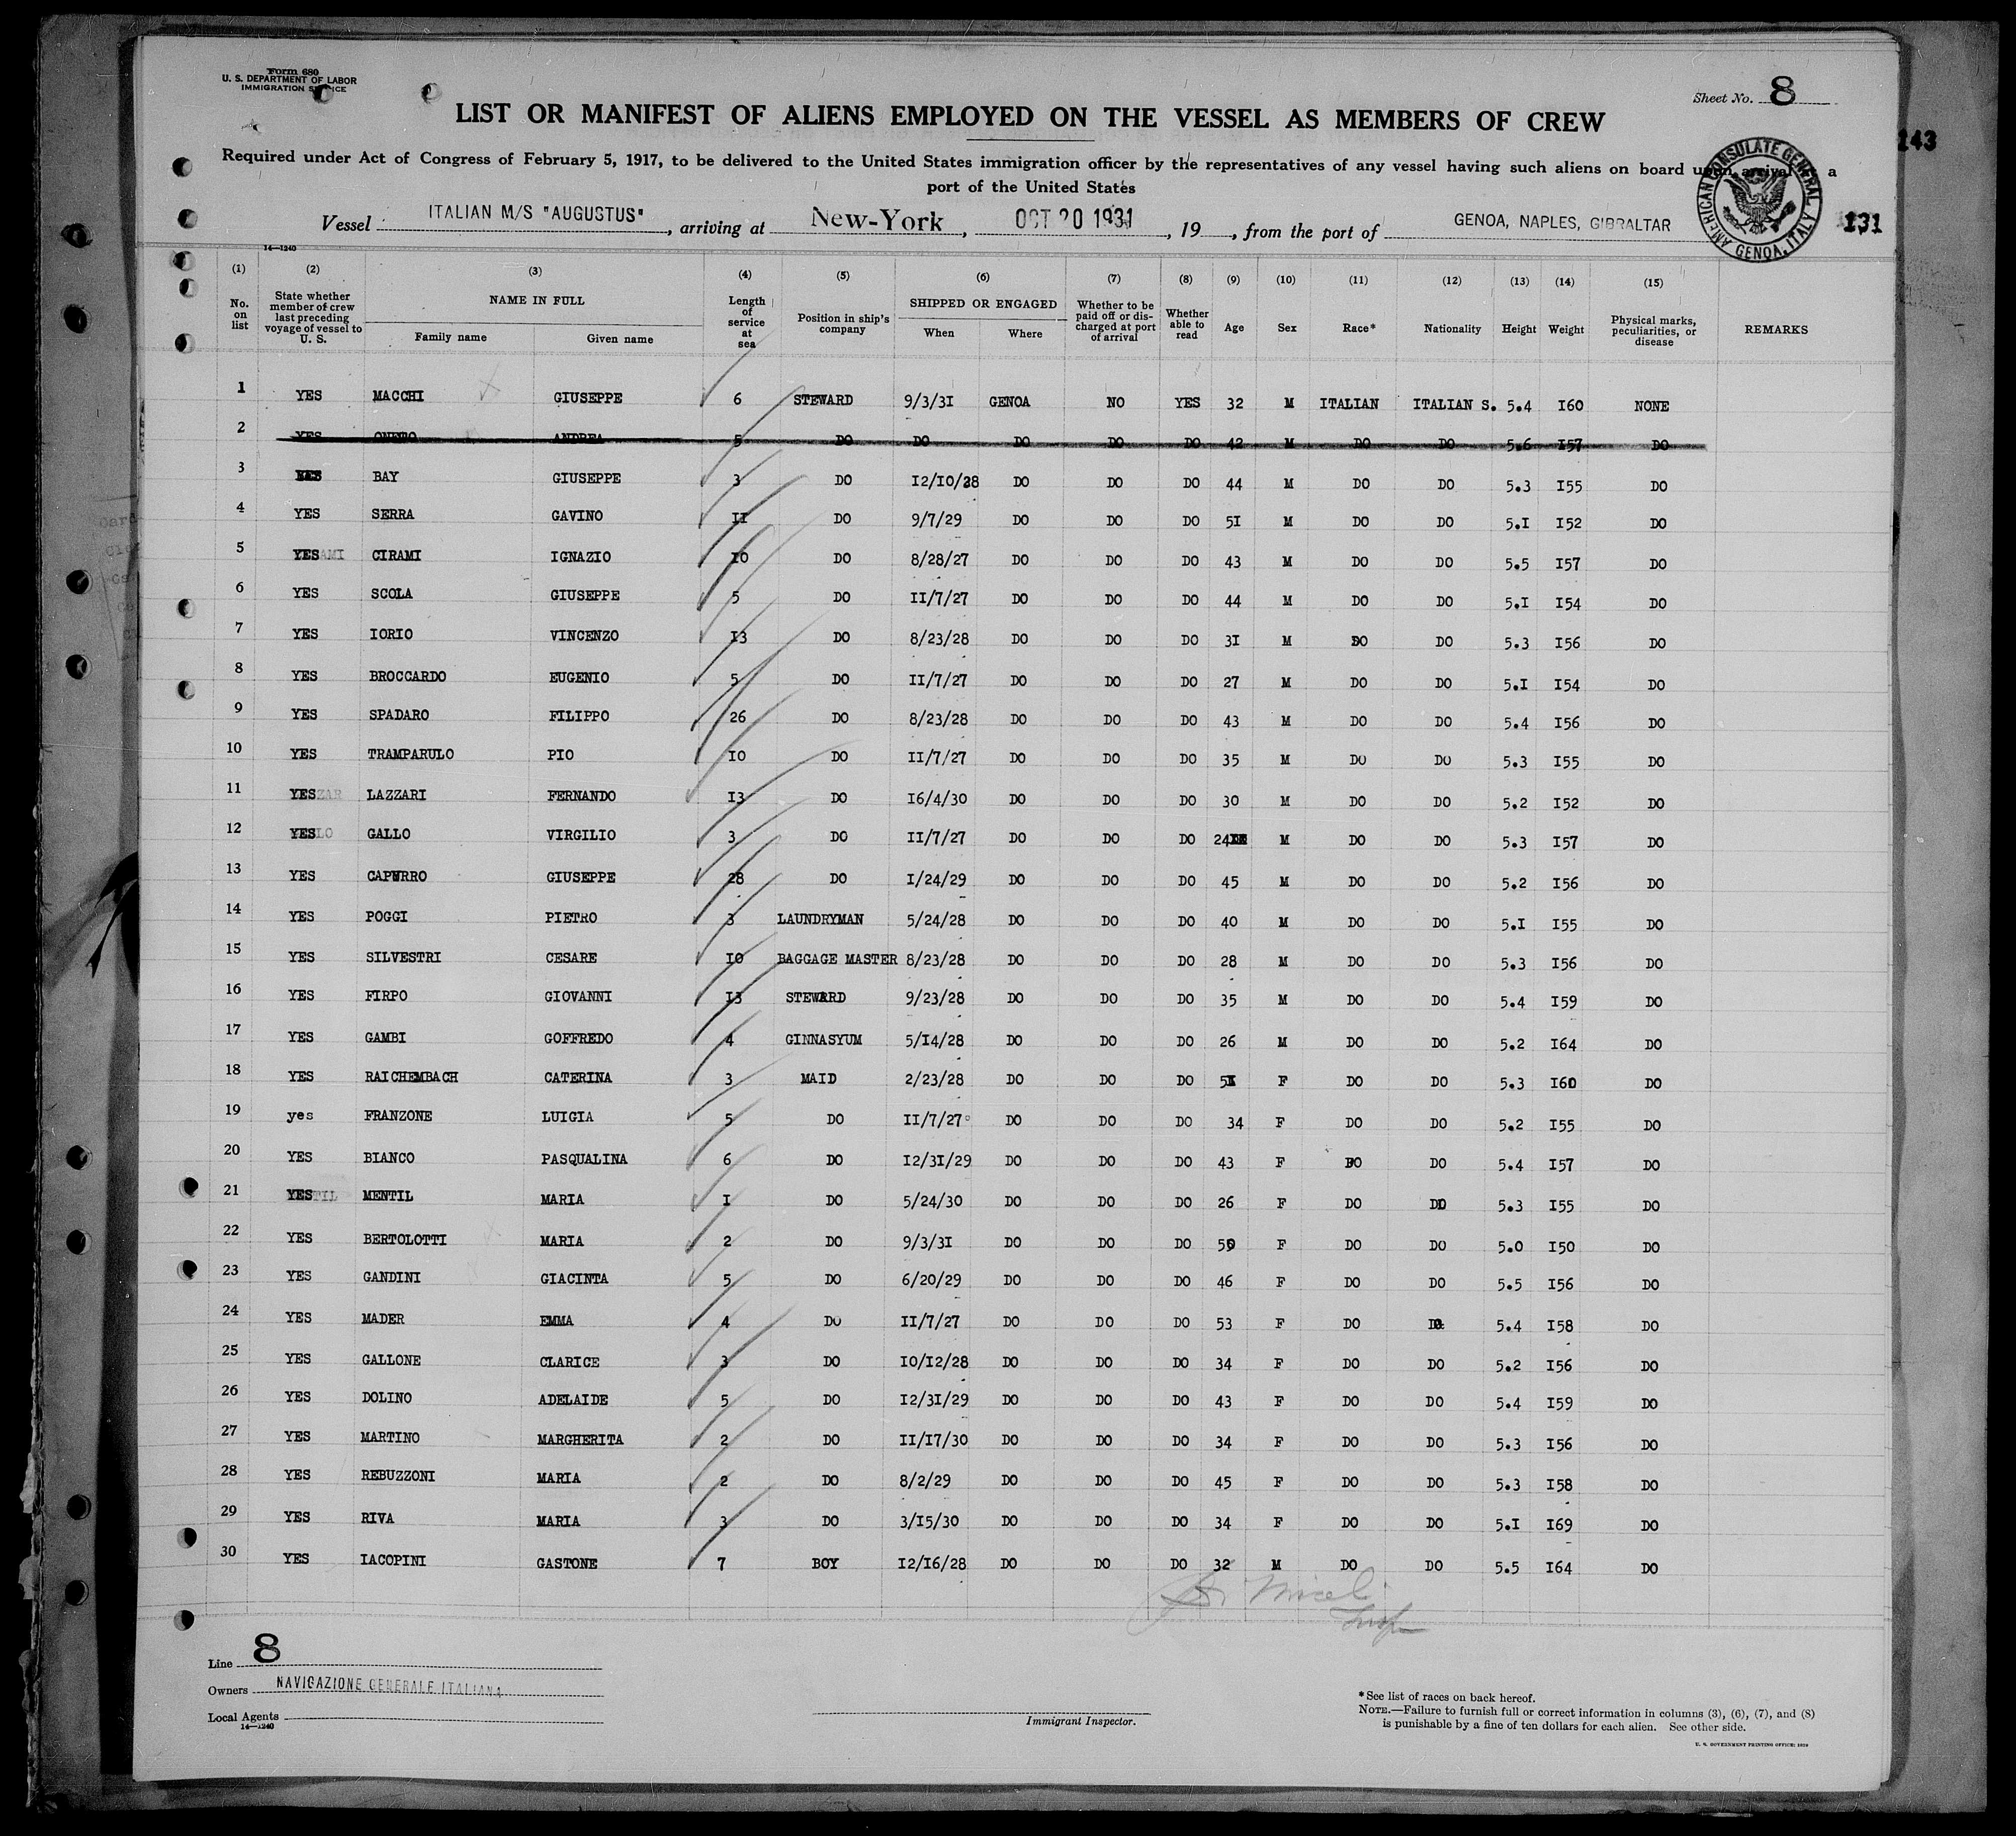 Form 680
U. S. DEPARTMENT OF LABOR
IMMIGRATION SERVICE
Sheet No. 8
LIST OR MANIFEST OF ALIENS EMPLOYED ON THE VESSEL AS MEMBERS OF CREW
143
Required under Act of Congress of February 5, 1917, to be delivered to the United States immigration officer by the representatives of any vessel having such aliens on board upon arrival at a
port of the United States
AMERICAN CONSULATE GENERAL GENOA, ITALY
Vessel ITALIAN M/S "AUGUSTUS", arriving at New-York, OCT 20 1931, 19, from the port of GENOA, NAPLES, GIBRALTAR
131
14—1240
(1) (2) (3) (4) (5) (6) (7) (8) (9) (10) (11) (12) (13) (14) (15)
No. on list State whether member of crew last preceding voyage of vessel to U. S. NAME IN FULL Family name Given name Length of service at sea Position in ship's company SHIPPED OR ENGAGED When Where Whether to be paid off or discharged at port of arrival Whether able to read Age Sex Race* Nationality Height Weight Physical marks, peculiarities, or disease REMARKS
1 YES MACCHI GIUSEPPE 6 STEWARD 9/3/31 GENOA NO YES 32 M ITALIAN ITALIAN S. 5.4 160 NONE
2 YES ONETO ANDREA 5 DO DO DO DO DO 42 M DO DO 5.6 157 DO
3 YES BAY GIUSEPPE 3 DO 12/10/28 DO DO DO 44 M DO DO 5.3 155 DO
4 YES SERRA GAVINO 11 DO 9/7/29 DO DO DO 51 M DO DO 5.1 152 DO
5 YES CIRAMI IGNAZIO 10 DO 8/28/27 DO DO DO 43 M DO DO 5.5 157 DO
6 YES SCOLA GIUSEPPE 5 DO 11/7/27 DO DO DO 44 M DO DO 5.1 154 DO
7 YES IORIO VINCENZO 13 DO 8/23/28 DO DO DO 31 M DO DO 5.3 156 DO
8 YES BROCCARDO EUGENIO 5 DO 11/7/27 DO DO DO 27 M DO DO 5.1 154 DO
9 YES SPADARO FILIPPO 26 DO 8/23/28 DO DO DO 43 M DO DO 5.4 156 DO
10 YES TRAMPARULO PIO 10 DO 11/7/27 DO DO DO 35 M DO DO 5.3 155 DO
11 YES LAZZARI FERNANDO 13 DO 16/4/30 DO DO DO 30 M DO DO 5.2 152 DO
12 YES GALLO VIRGILIO 3 DO 11/7/27 DO DO DO 24 M DO DO 5.3 157 DO
13 YES CAPURRO GIUSEPPE 28 DO 1/24/29 DO DO DO 45 M DO DO 5.2 156 DO
14 YES POGGI PIETRO 3 LAUNDRYMAN 5/24/28 DO DO DO 40 M DO DO 5.1 155 DO
15 YES SILVESTRI CESARE 10 BAGGAGE MASTER 8/23/28 DO DO DO 28 M DO DO 5.3 156 DO
16 YES FIRPO GIOVANNI 13 STEWARD 9/23/28 DO DO DO 35 M DO DO 5.4 159 DO
17 YES GAMBI GOFFREDO 4 GINNASYUM 5/14/28 DO DO DO 26 M DO DO 5.2 164 DO
18 YES RAICHEMBACH CATERINA 3 MAID 2/23/28 DO DO DO 51 F DO DO 5.3 160 DO
19 yes FRANZONE LUIGIA 5 DO 11/7/27 DO DO DO 34 F DO DO 5.2 155 DO
20 YES BIANCO PASQUALINA 6 DO 12/31/29 DO DO DO 43 F DO DO 5.4 157 DO
21 YES MENTIL MARIA 1 DO 5/24/30 DO DO DO 26 F DO DO 5.3 155 DO
22 YES BERTOLOTTI MARIA 2 DO 9/3/31 DO DO DO 50 F DO DO 5.0 150 DO
23 YES GANDINI GIACINTA 5 DO 6/20/29 DO DO DO 46 F DO DO 5.5 156 DO
24 YES MADER EMMA 4 DO 11/7/27 DO DO DO 53 F DO DO 5.4 158 DO
25 YES GALLONE CLARICE 3 DO 10/12/28 DO DO DO 34 F DO DO 5.2 156 DO
26 YES DOLINO ADELAIDE 5 DO 12/31/29 DO DO DO 43 F DO DO 5.4 159 DO
27 YES MARTINO MARGHERITA 2 DO 11/17/30 DO DO DO 34 F DO DO 5.3 156 DO
28 YES REBUZZONI MARIA 2 DO 8/2/29 DO DO DO 45 F DO DO 5.3 158 DO
29 YES RIVA MARIA 3 DO 3/15/30 DO DO DO 34 F DO DO 5.1 169 DO
30 YES IACOPINI GASTONE 7 BOY 12/16/28 DO DO DO 32 M DO DO 5.5 164 DO
Line 8
Owners NAVIGAZIONE GENERALE ITALIANA
Local Agents
14—1240
Immigrant Inspector.
*See list of races on back hereof.
NOTE.—Failure to furnish full or correct information in columns (3), (6), (7), and (8)
is punishable by a fine of ten dollars for each alien. See other side.